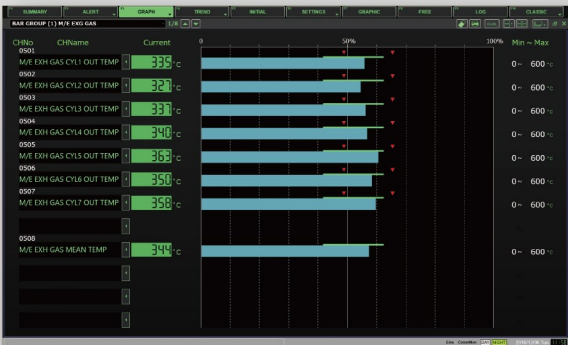 SUMMARY ALERT GRAPH TREND INITIAL SETTINGS GRAPHIC FREE LOG CLASSIC
BAR GROUP [1] M/E EXG GAS 1/8
CHNo CHName Current 0 50% 100% Min ~ Max
0501
M/E EXH GAS CYL1 OUT TEMP 335 °C 0 ~ 600 °C
0502
M/E EXH GAS CYL2 OUT TEMP 327 °C 0 ~ 600 °C
0503
M/E EXH GAS CYL3 OUT TEMP 337 °C 0 ~ 600 °C
0504
M/E EXH GAS CYL4 OUT TEMP 340 °C 0 ~ 600 °C
0505
M/E EXH GAS CYL5 OUT TEMP 363 °C 0 ~ 600 °C
0506
M/E EXH GAS CYL6 OUT TEMP 350 °C 0 ~ 600 °C
0507
M/E EXH GAS CYL7 OUT TEMP 358 °C 0 ~ 600 °C
0508
M/E EXH GAS MEAN TEMP 344 °C 0 ~ 600 °C
DAY NIGHT